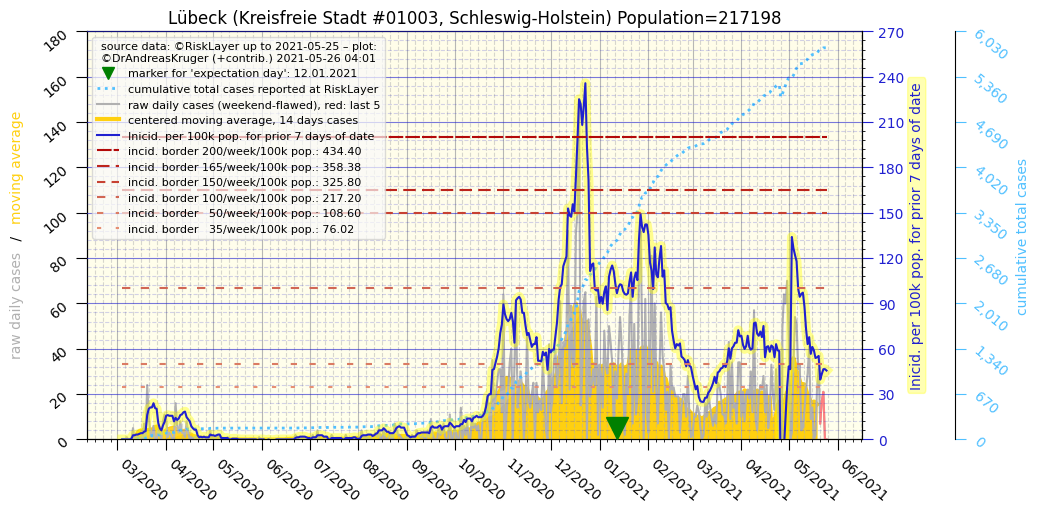 Lübeck (Kreisfreie Stadt #01003, Schleswig-Holstein) Population=217198
source data: ©RiskLayer up to 2021-05-25 – plot:
©DrAndreasKruger (+contrib.) 2021-05-26 04:01
marker for 'expectation day': 12.01.2021
cumulative total cases reported at RiskLayer
raw daily cases (weekend-flawed), red: last 5
centered moving average, 14 days cases
Inicid. per 100k pop. for prior 7 days of date
incid. border 200/week/100k pop.: 434.40
incid. border 165/week/100k pop.: 358.38
incid. border 150/week/100k pop.: 325.80
incid. border 100/week/100k pop.: 217.20
incid. border   50/week/100k pop.: 108.60
incid. border   35/week/100k pop.: 76.02
raw daily cases   /   moving average
180
160
140
120
100
80
60
40
20
0
270
240
210
180
150
120
90
60
30
0
Inicid. per 100k pop. for prior 7 days of date
6,030
5,360
4,690
4,020
3,350
2,680
2,010
1,340
670
0
cumulative total cases
03/2020
04/2020
05/2020
06/2020
07/2020
08/2020
09/2020
10/2020
11/2020
12/2020
01/2021
02/2021
03/2021
04/2021
05/2021
06/2021